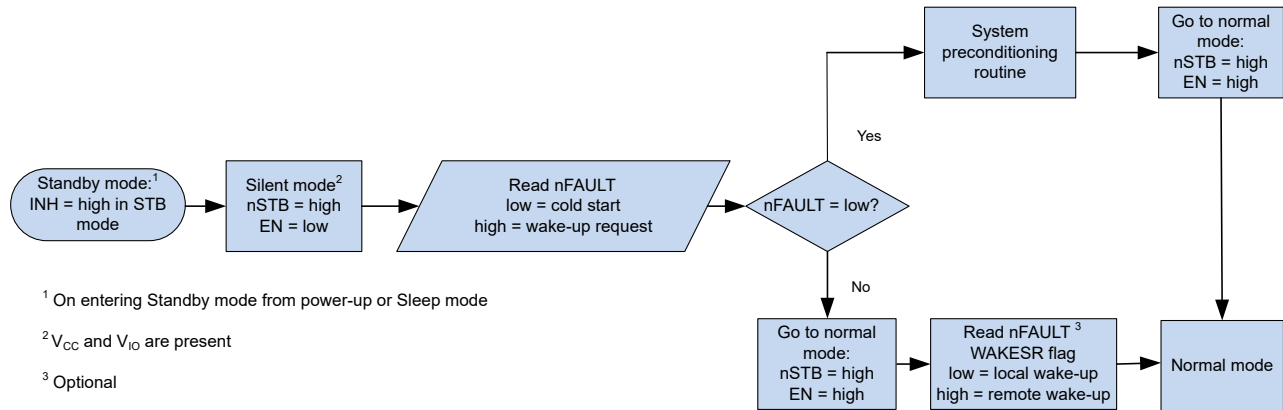 System
preconditioning
routine
Go to normal
mode:
nSTB = high
EN = high
Yes
Standby mode:¹
INH = high in STB
mode
Silent mode²
nSTB = high
EN = low
Read nFAULT
low = cold start
high = wake-up request
nFAULT = low?
No
¹ On entering Standby mode from power-up or Sleep mode
² VCC and VIO are present
³ Optional
Go to normal
mode:
nSTB = high
EN = high
Read nFAULT ³
WAKESR flag
low = local wake-up
high = remote wake-up
Normal mode